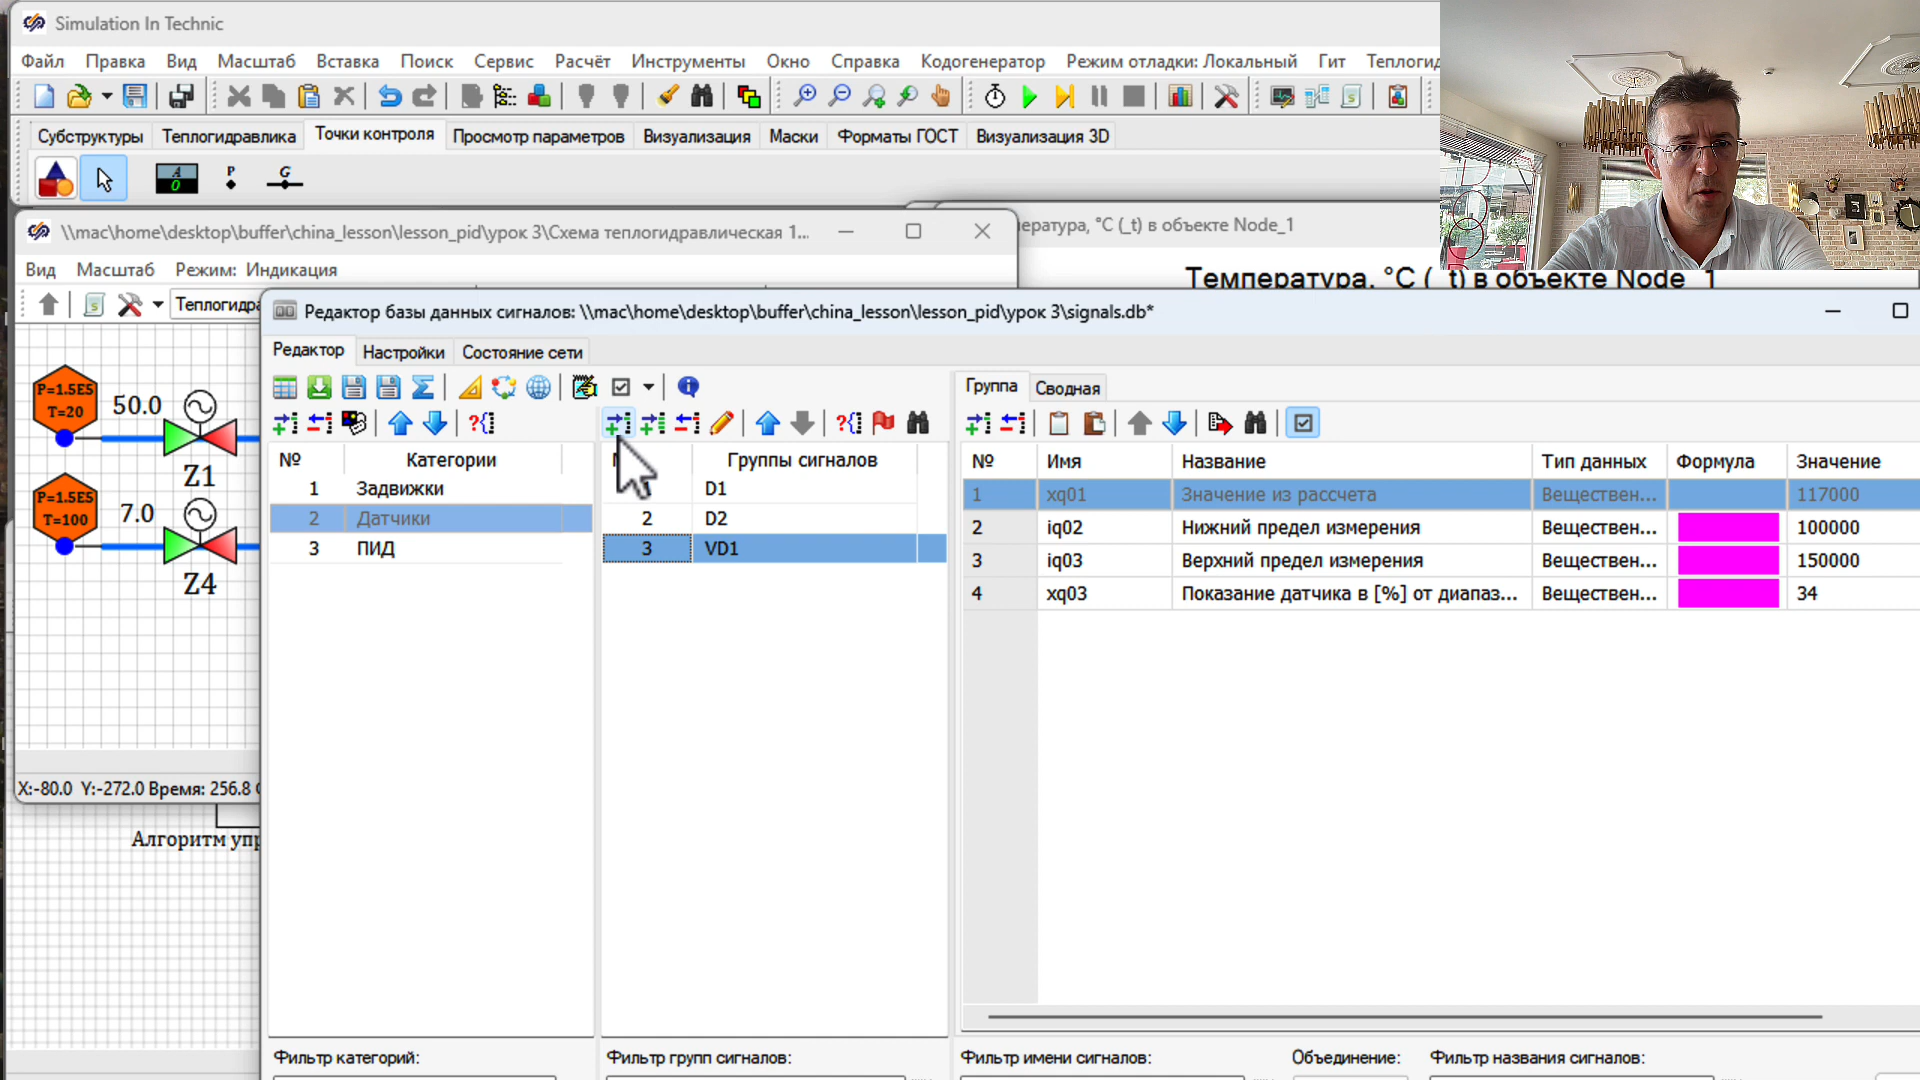 Simulation In Technic
Файл Правка Вид Масштаб Вставка Поиск Сервис Расчёт Инструменты Окно Справка Кодогенератор Режим отладки: Локальный Гит Теплогид
Субструктуры Теплогидравлика Точки контроля Просмотр параметров Визуализация Маски Форматы ГОСТ Визуализация 3D
A 0 P G
\\mac\home\desktop\buffer\china_lesson\lesson_pid\урок 3\Схема теплогидравлическая 1...
ература, °C (_t) в объекте Node_1
Вид Масштаб Режим: Индикация
Температура, °C (_t) в объекте Node_1
Теплогидра
Редактор базы данных сигналов: \\mac\home\desktop\buffer\china_lesson\lesson_pid\урок 3\signals.db*
Редактор Настройки Состояние сети
Группа Сводная
P=1.5E5
T=20
50.0
Z1
P=1.5E5
T=100
7.0
Z4
№ Категории
1 Задвижки
2 Датчики
3 ПИД
Группы сигналов
D1
2 D2
3 VD1
№ Имя Название Тип данных Формула Значение
1 xq01 Значение из рассчета Веществен... 117000
2 iq02 Нижний предел измерения Веществен... 100000
3 iq03 Верхний предел измерения Веществен... 150000
4 xq03 Показание датчика в [%] от диапаз... Веществен... 34
X:-80.0 Y:-272.0 Время: 256.8
Алгоритм упр
Фильтр категорий: Фильтр групп сигналов: Фильтр имени сигналов: Объединение: Фильтр названия сигналов: